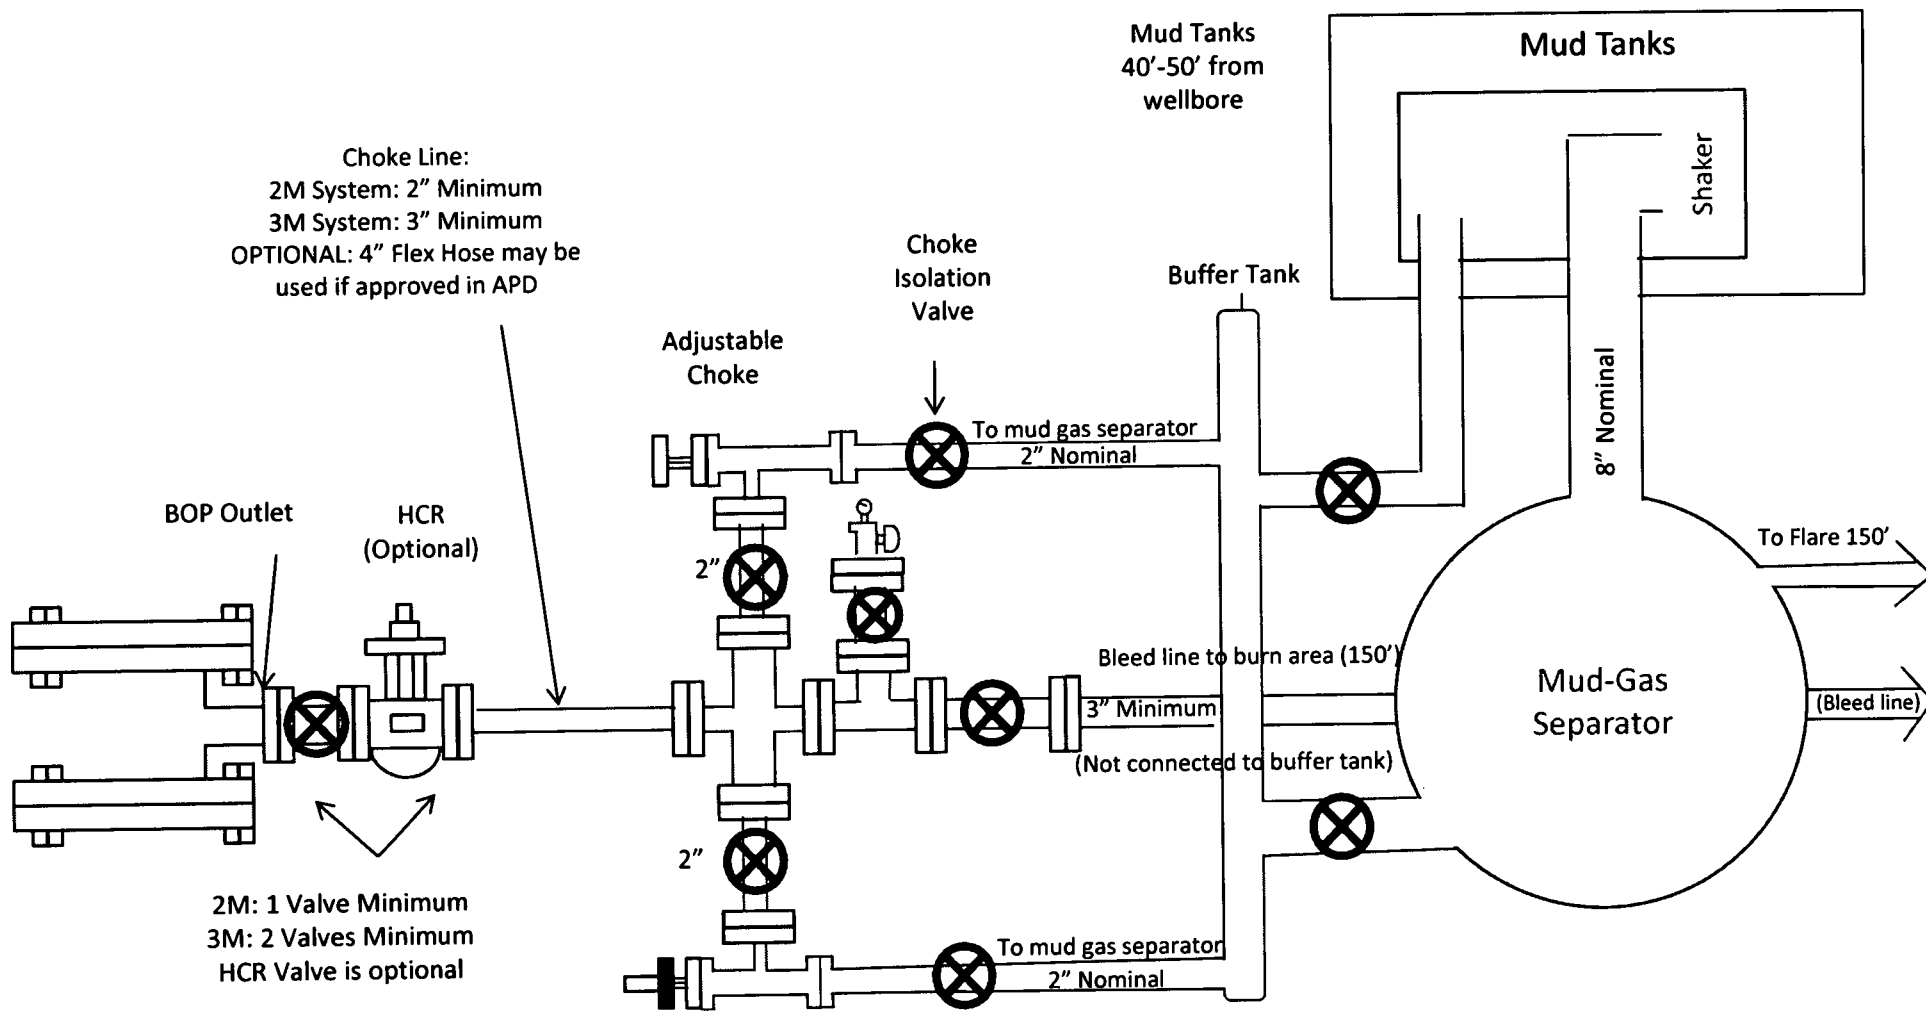 Mud Tanks
40’-50’ from
wellbore
Mud Tanks
Shaker
Choke Line:
2M System: 2” Minimum
3M System: 3” Minimum
OPTIONAL: 4” Flex Hose may be
used if approved in APD
Choke
Isolation
Valve
Buffer Tank
Adjustable
Choke
8” Nominal
To mud gas separator
2” Nominal
BOP Outlet
HCR
(Optional)
2”
To Flare 150’
Bleed line to burn area (150’)
3” Minimum
(Not connected to buffer tank)
Mud-Gas
Separator
(Bleed line)
2”
2M: 1 Valve Minimum
3M: 2 Valves Minimum
HCR Valve is optional
To mud gas separator
2” Nominal